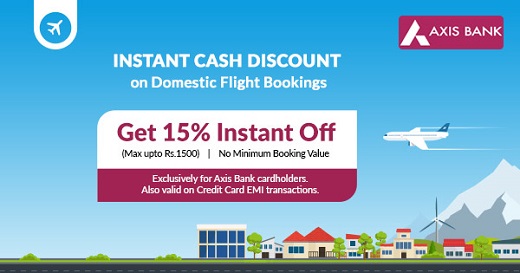 AXIS BANK
INSTANT CASH DISCOUNT
on Domestic Flight Bookings
Get 15% Instant Off
(Max upto Rs.1500) | No Minimum Booking Value
Exclusively for Axis Bank cardholders.
Also valid on Credit Card EMI transactions.